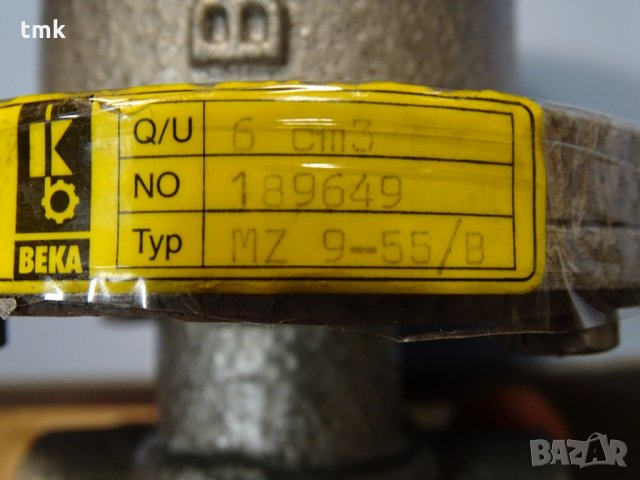 tmk
B
Q/U 6 cm3
NO 189649
Typ MZ 9-55/B
BEKA
BAZAR